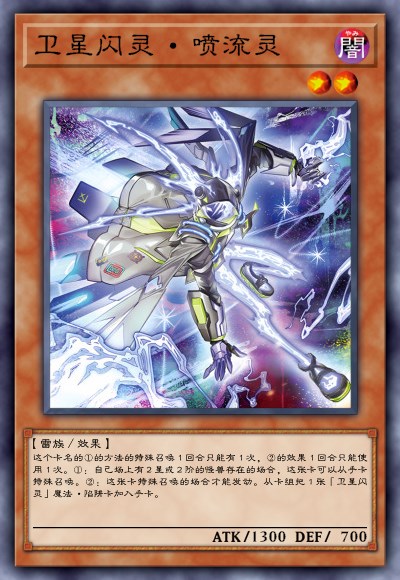 卫星闪灵·喷流灵
やみ
闇
【雷族/效果】
这个卡名的①的方法的特殊召唤1回合只能有1次，②的效果1回合只能使
用1次。①：自己场上有2星或2阶的怪兽存在的场合，这张卡可以从手卡
特殊召唤。②：这张卡特殊召唤的场合才能发动。从卡组把1张「卫星闪
灵」魔法·陷阱卡加入手卡。
ATK/1300 DEF/ 700